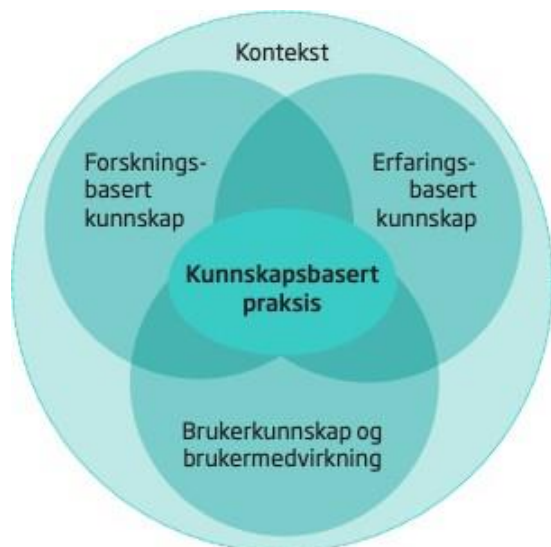 Kontekst
Forsknings-
basert
kunnskap
Erfarings-
basert
kunnskap
Kunnskapsbasert
praksis
Brukerkunnskap og
brukermedvirkning